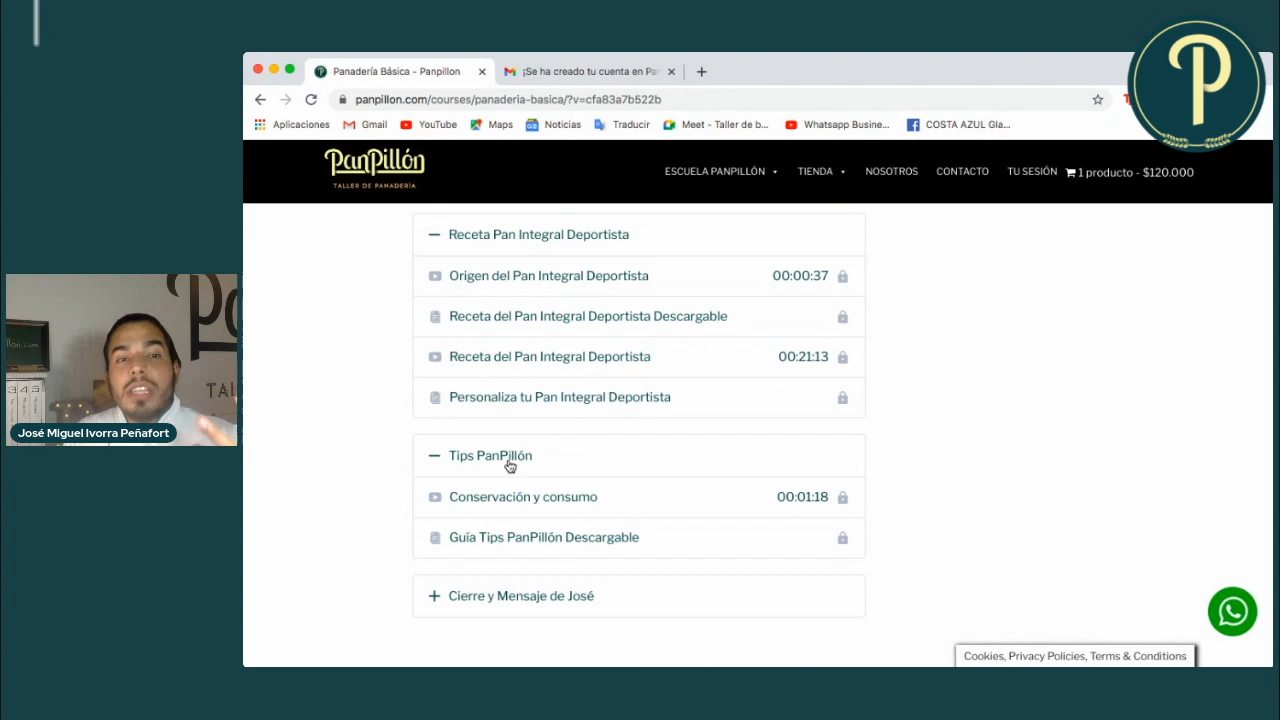 Panadería Básica - Panpillon
¡Se ha creado tu cuenta en Pan
panpillon.com/courses/panaderia-basica/?v=cfa83a7b522b
Aplicaciones
Gmail
YouTube
Maps
Noticias
Traducir
Meet - Taller de b...
Whatsapp Busine...
COSTA AZUL Gla...
P
PanPillón
TALLER DE PANADERÍA
ESCUELA PANPILLÓN
TIENDA
NOSOTROS
CONTACTO
TU SESIÓN
1 producto - $120.000
Receta Pan Integral Deportista
Origen del Pan Integral Deportista 00:00:37
Receta del Pan Integral Deportista Descargable
Receta del Pan Integral Deportista 00:21:13
Personaliza tu Pan Integral Deportista
Tips PanPillón
Conservación y consumo 00:01:18
Guía Tips PanPillón Descargable
Cierre y Mensaje de José
Cookies, Privacy Policies, Terms & Conditions
José Miguel Ivorra Peñafort